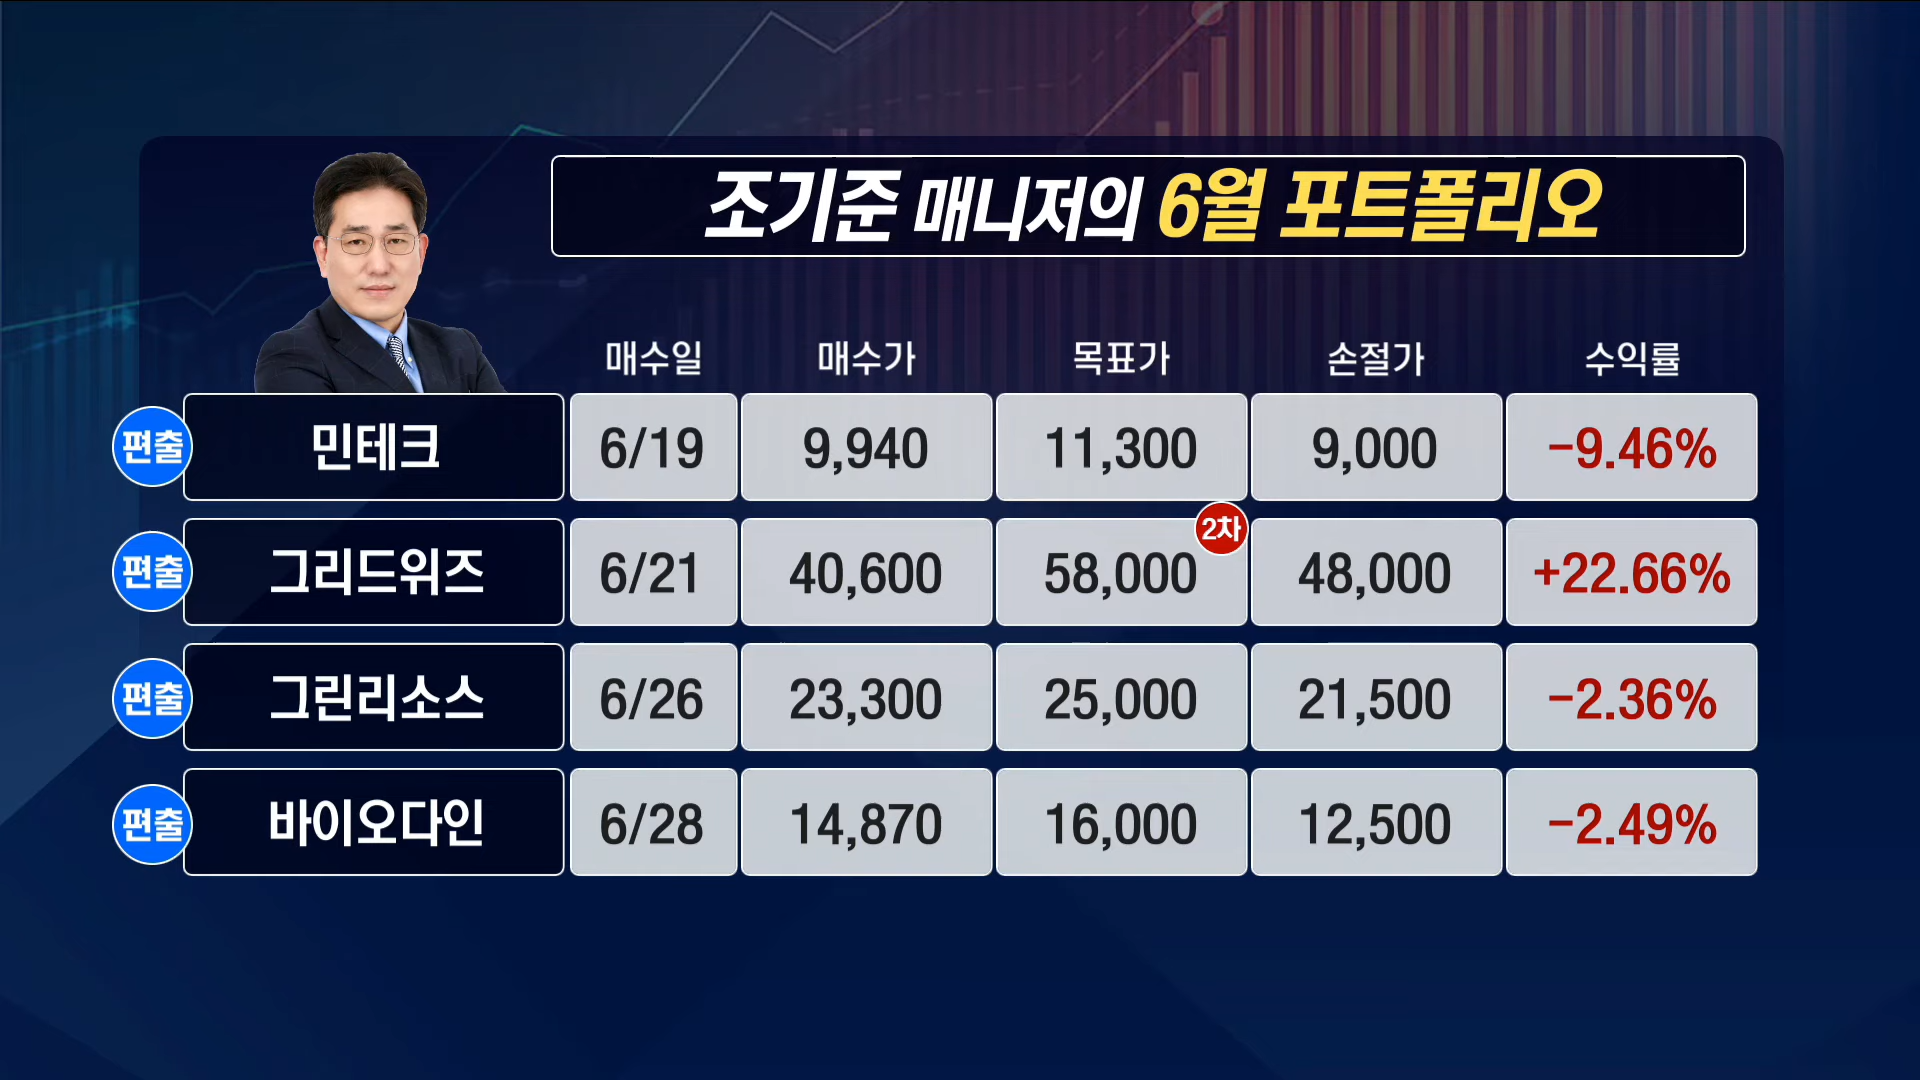 조기준 매니저의 6월 포트폴리오
매수일 매수가 목표가 손절가 수익률
편출 민테크 6/19 9,940 11,300 9,000 -9.46%
2차
편출 그리드위즈 6/21 40,600 58,000 48,000 +22.66%
편출 그린리소스 6/26 23,300 25,000 21,500 -2.36%
편출 바이오다인 6/28 14,870 16,000 12,500 -2.49%